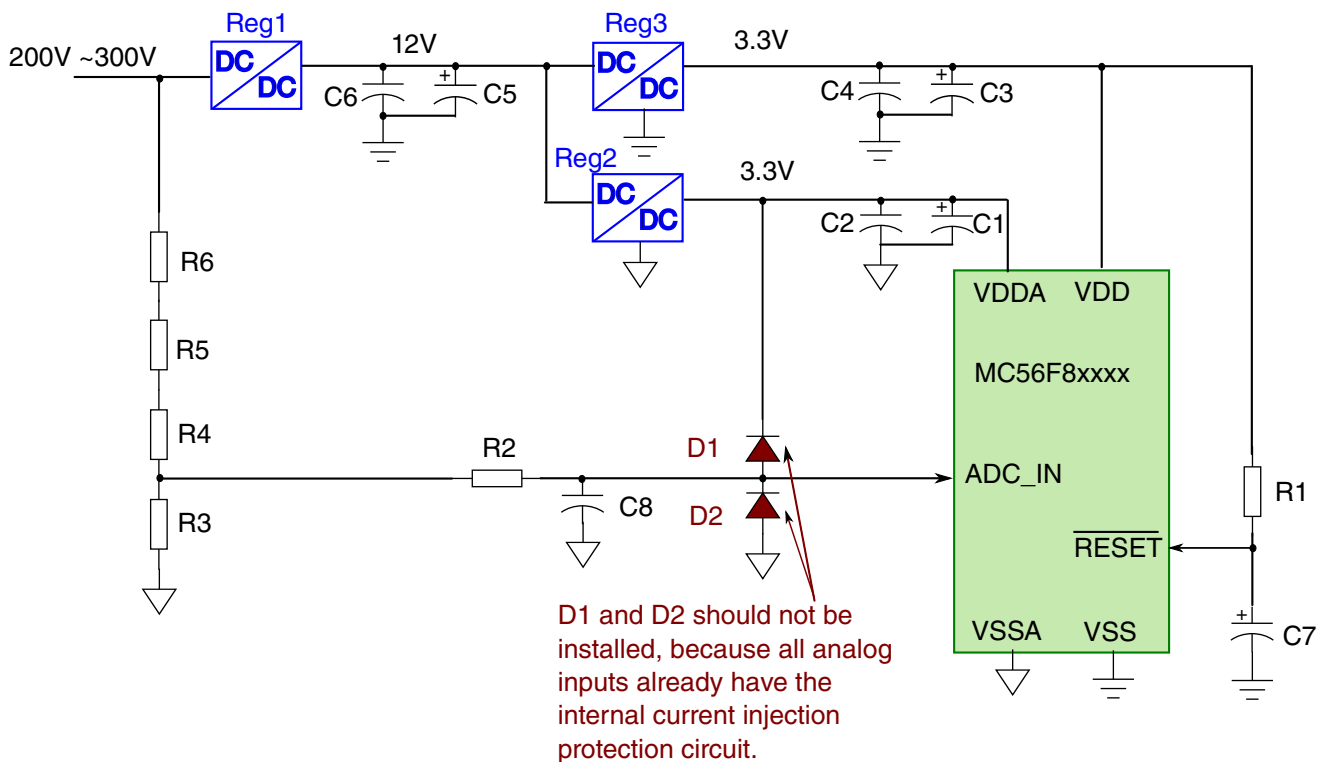 Reg1
Reg3
200V ~300V
12V
3.3V
DC
DC
DC
DC
C6
C5
C4
C3
+
+
Reg2
3.3V
DC
DC
C2
C1
+
R6
VDDA
VDD
R5
MC56F8xxxx
R4
R2
D1
ADC_IN
R1
R3
C8
D2
RESET
D1 and D2 should not be
installed, because all analog
inputs already have the
internal current injection
protection circuit.
VSSA
VSS
+
C7